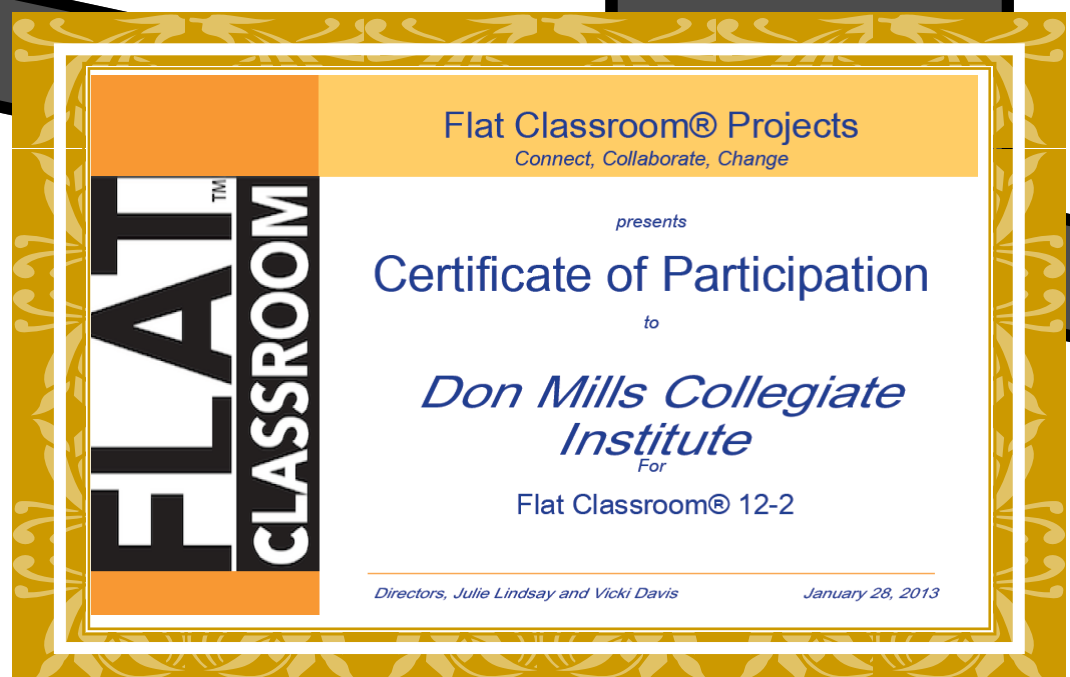 Flat Classroom® Projects
Connect, Collaborate, Change
FLAT™
CLASSROOM
presents
Certificate of Participation
to
Don Mills Collegiate
Institute
For
Flat Classroom® 12-2
Directors, Julie Lindsay and Vicki Davis January 28, 2013